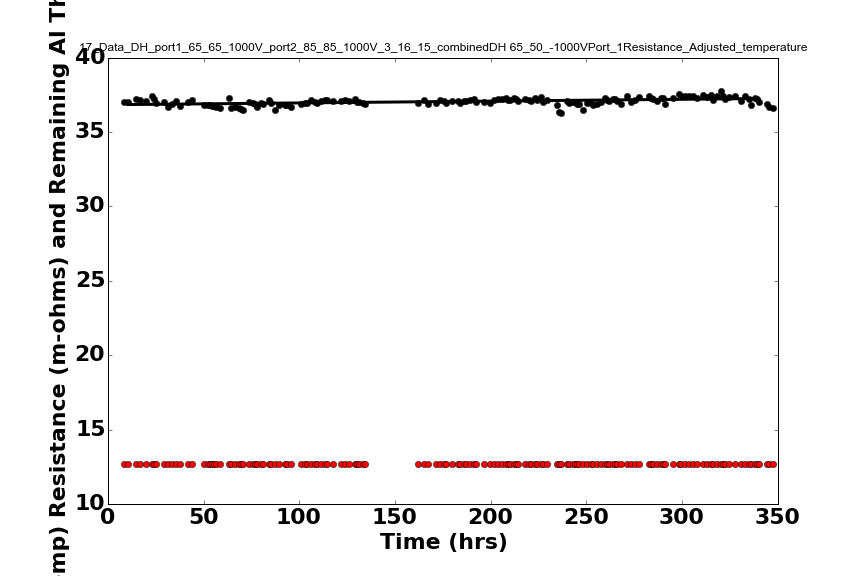 17_Data_DH_port1_65_65_1000V_port2_85_85_1000V_3_16_15_combinedDH 65_50_-1000VPort_1Resistance_Adjusted_temperature
mp) Resistance (m-ohms) and Remaining Al Th
40
35
30
25
20
15
10
0 50 100 150 200 250 300 350
Time (hrs)